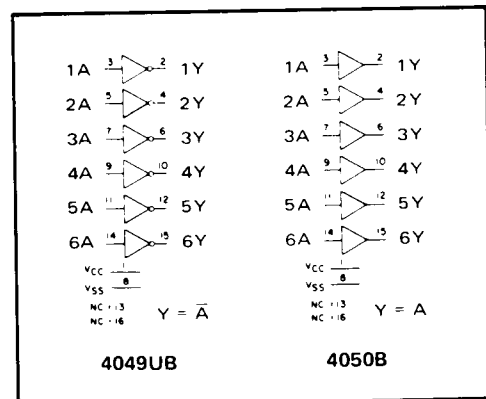 1A 3 2 1Y
2A 5 4 2Y
3A 7 6 3Y
4A 9 10 4Y
5A 11 12 5Y
6A 14 15 6Y
VCC
8
VSS
NC = 13
NC = 16
Y = A̅
4049UB
1A 3 2 1Y
2A 5 4 2Y
3A 7 6 3Y
4A 9 10 4Y
5A 11 12 5Y
6A 14 15 6Y
VCC
8
VSS
NC = 13
NC = 16
Y = A
4050B